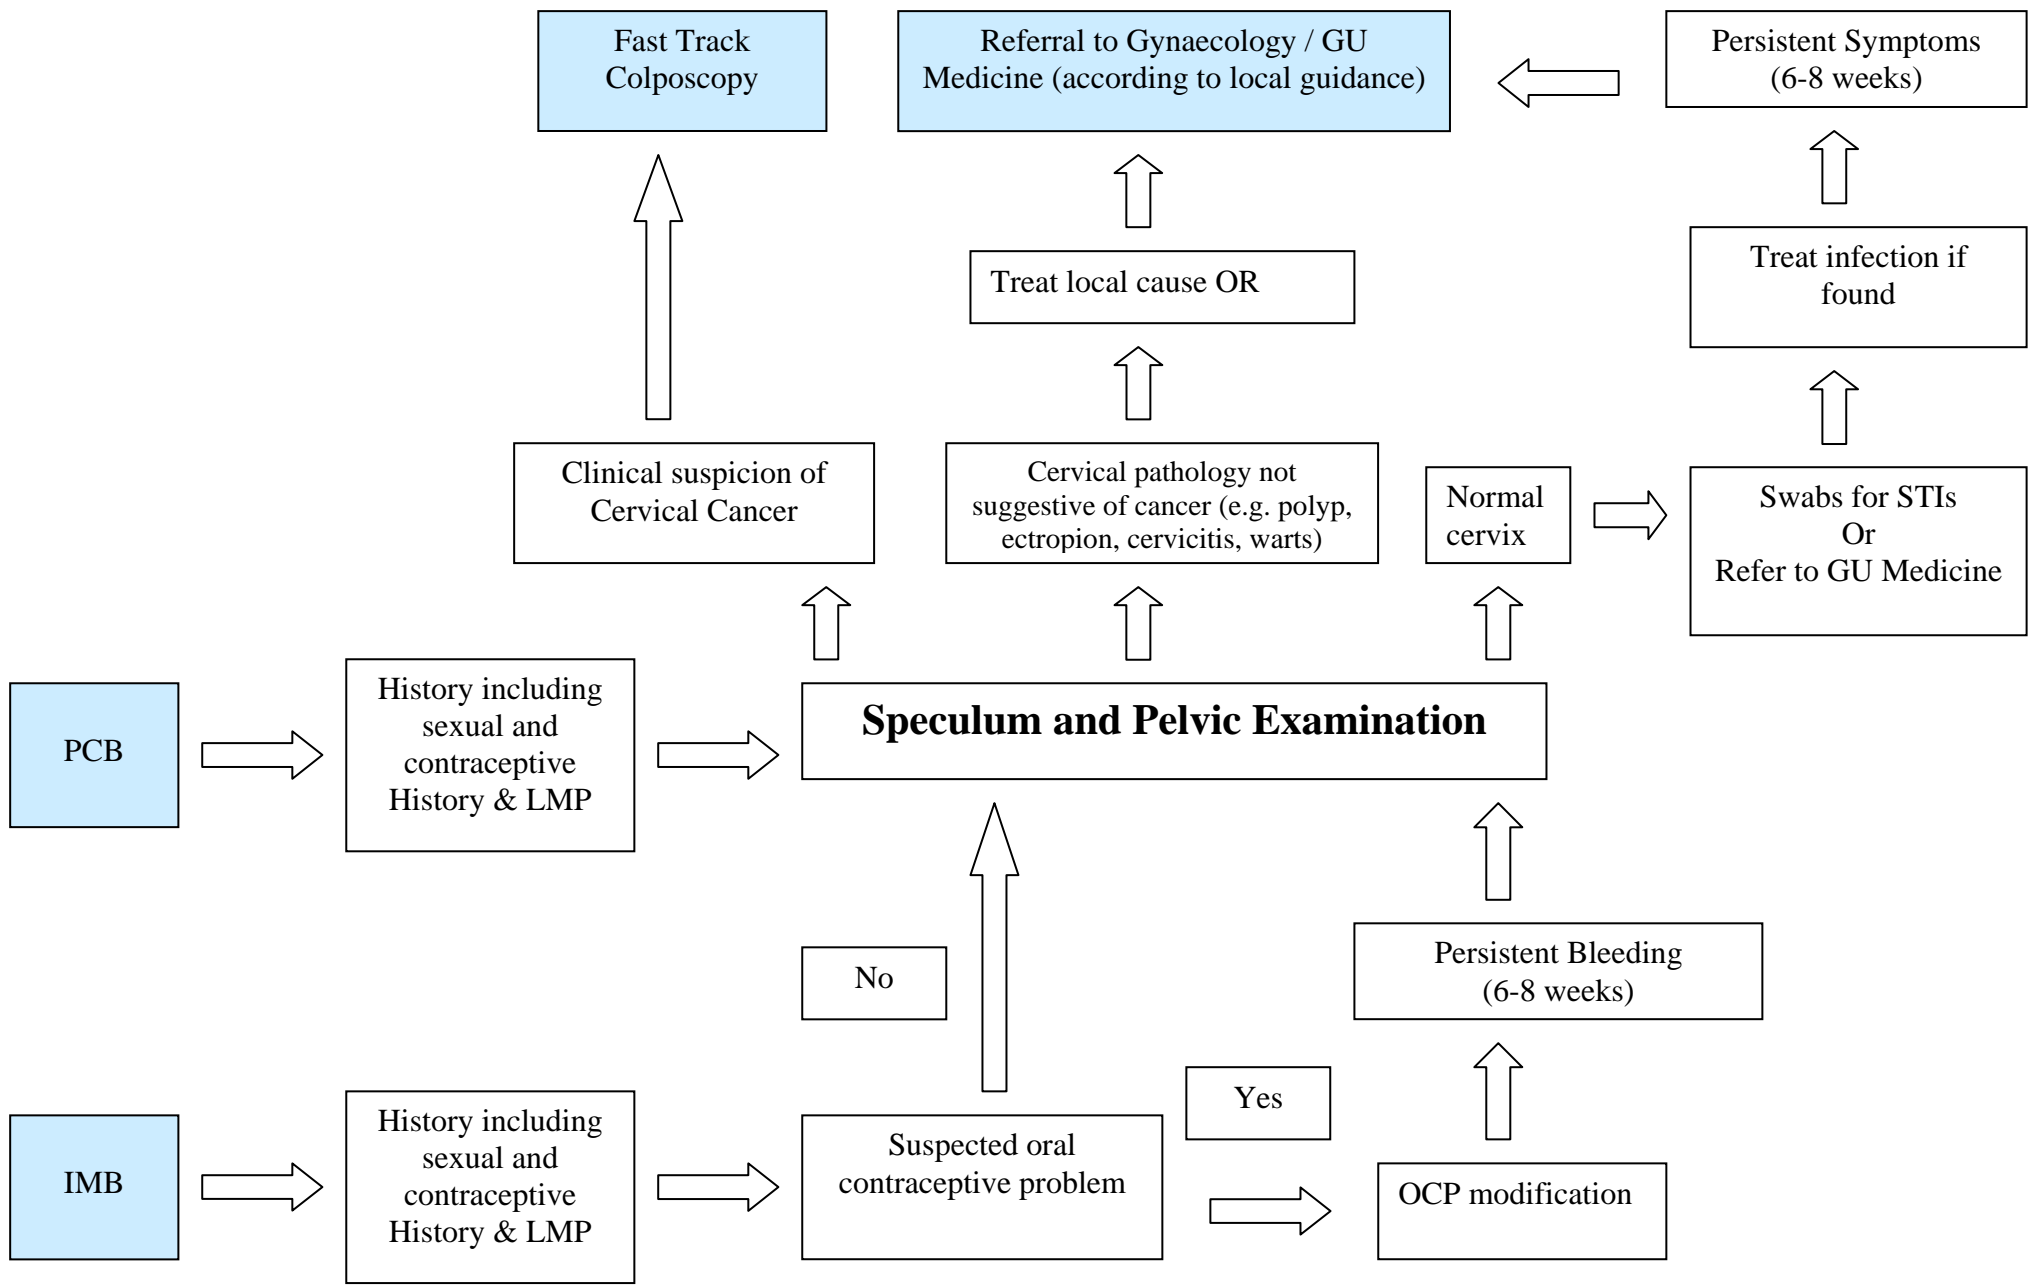 Fast Track
Colposcopy
Referral to Gynaecology / GU
Medicine (according to local guidance)
Persistent Symptoms
(6-8 weeks)
Treat local cause OR
Treat infection if
found
Clinical suspicion of
Cervical Cancer
Cervical pathology not
suggestive of cancer (e.g. polyp,
ectropion, cervicitis, warts)
Normal
cervix
Swabs for STIs
Or
Refer to GU Medicine
PCB
History including
sexual and
contraceptive
History & LMP
Speculum and Pelvic Examination
No
Persistent Bleeding
(6-8 weeks)
IMB
History including
sexual and
contraceptive
History & LMP
Suspected oral
contraceptive problem
Yes
OCP modification